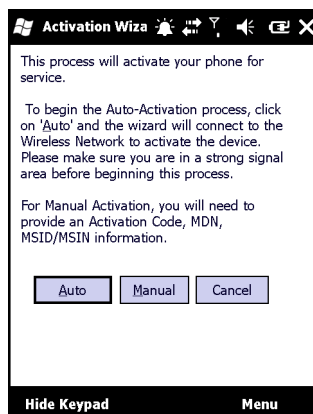 Activation Wiza
This process will activate your phone for
service.
To begin the Auto-Activation process, click
on 'Auto' and the wizard will connect to the
Wireless Network to activate the device.
Please make sure you are in a strong signal
area before beginning this process.
For Manual Activation, you will need to
provide an Activation Code, MDN,
MSID/MSIN information.
Auto Manual Cancel
Hide Keypad Menu